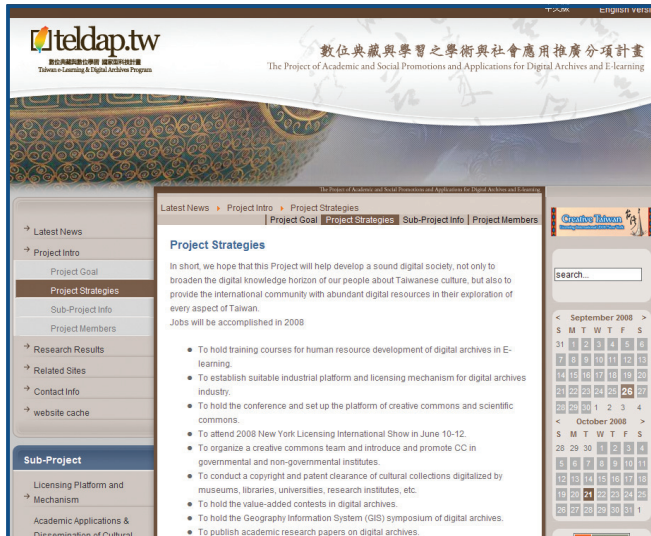 中文版 English Versi
teldap.tw
數位典藏與數位學習 國家型科技計畫
Taiwan e-Learning & Digital Archives Program
數位典藏與學習之學術與社會應用推廣分項計畫
The Project of Academic and Social Promotions and Applications for Digital Archives and E-learning
The Project of Academic and Social Promotions and Applications for Digital Archives and E-learning
Latest News
Project Intro
Project Goal
Project Strategies
Sub-Project Info
Project Members
Research Results
Related Sites
Contact Info
website cache
Sub-Project
Licensing Platform and
Mechanism
Academic Applications &
Dissemination of Cultural
Latest News Project Intro Project Strategies
Project Goal Project Strategies Sub-Project Info Project Members
Project Strategies
In short, we hope that this Project will help develop a sound digital society, not only to
broaden the digital knowledge horizon of our people about Taiwanese culture, but also to
provide the international community with abundant digital resources in their exploration of
every aspect of Taiwan.
Jobs will be accomplished in 2008
To hold training courses for human resource development of digital archives in E-
learning.
To establish suitable industrial platform and licensing mechanism for digital archives
industry.
To hold the conference and set up the platform of creative commons and scientific
commons.
To attend 2008 New York Licensing International Show in June 10-12.
To organize a creative commons team and introduce and promote CC in
governmental and non-governmental institutes.
To conduct a copyright and patent clearance of cultural collections digitalized by
museums, libraries, universities, research institutes, etc.
To hold the value-added contests in digital archives.
To hold the Geography Information System (GIS) symposium of digital archives.
To publish academic research papers on digital archives.
Creative Taiwan
search...
< September 2008 >
S M T W T F S
31 1 2 3 4 5 6
7 8 9 10 11 12 13
14 15 16 17 18 19 20
21 22 23 24 25 26 27
28 29 30 1 2 3 4
< October 2008 >
S M T W T F S
28 29 30 1 2 3 4
5 6 7 8 9 10 11
12 13 14 15 16 17 18
19 20 21 22 23 24 25
26 27 28 29 30 31 1